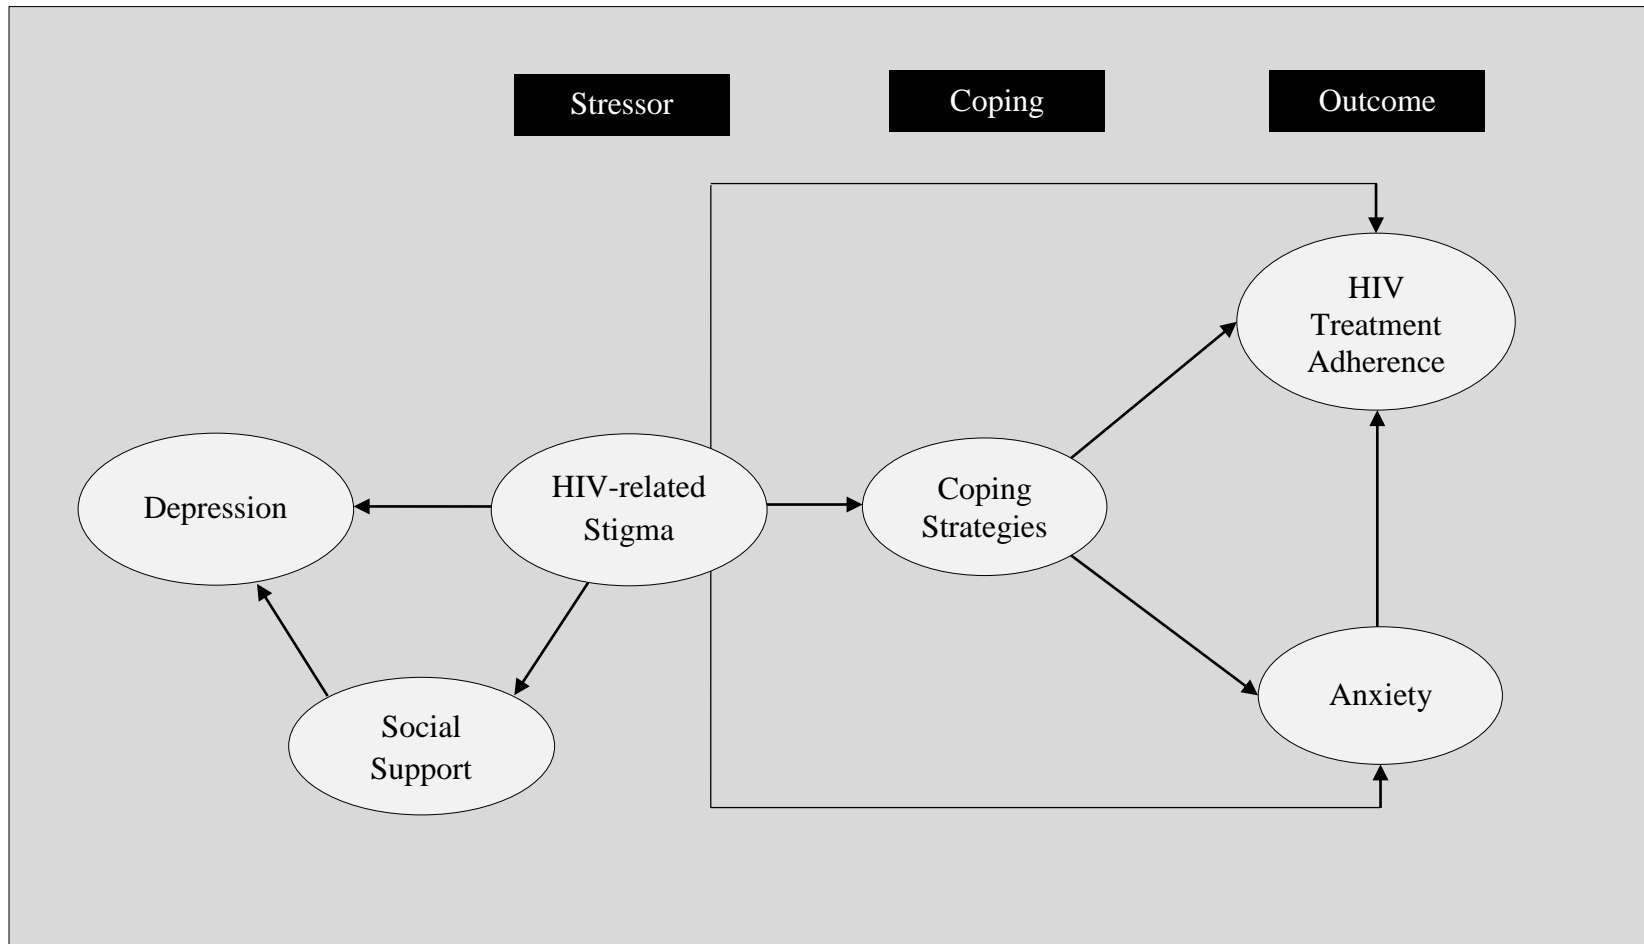 Stressor
Coping
Outcome
HIV
Treatment
Adherence
Depression
HIV-related
Stigma
Coping
Strategies
Social
Support
Anxiety